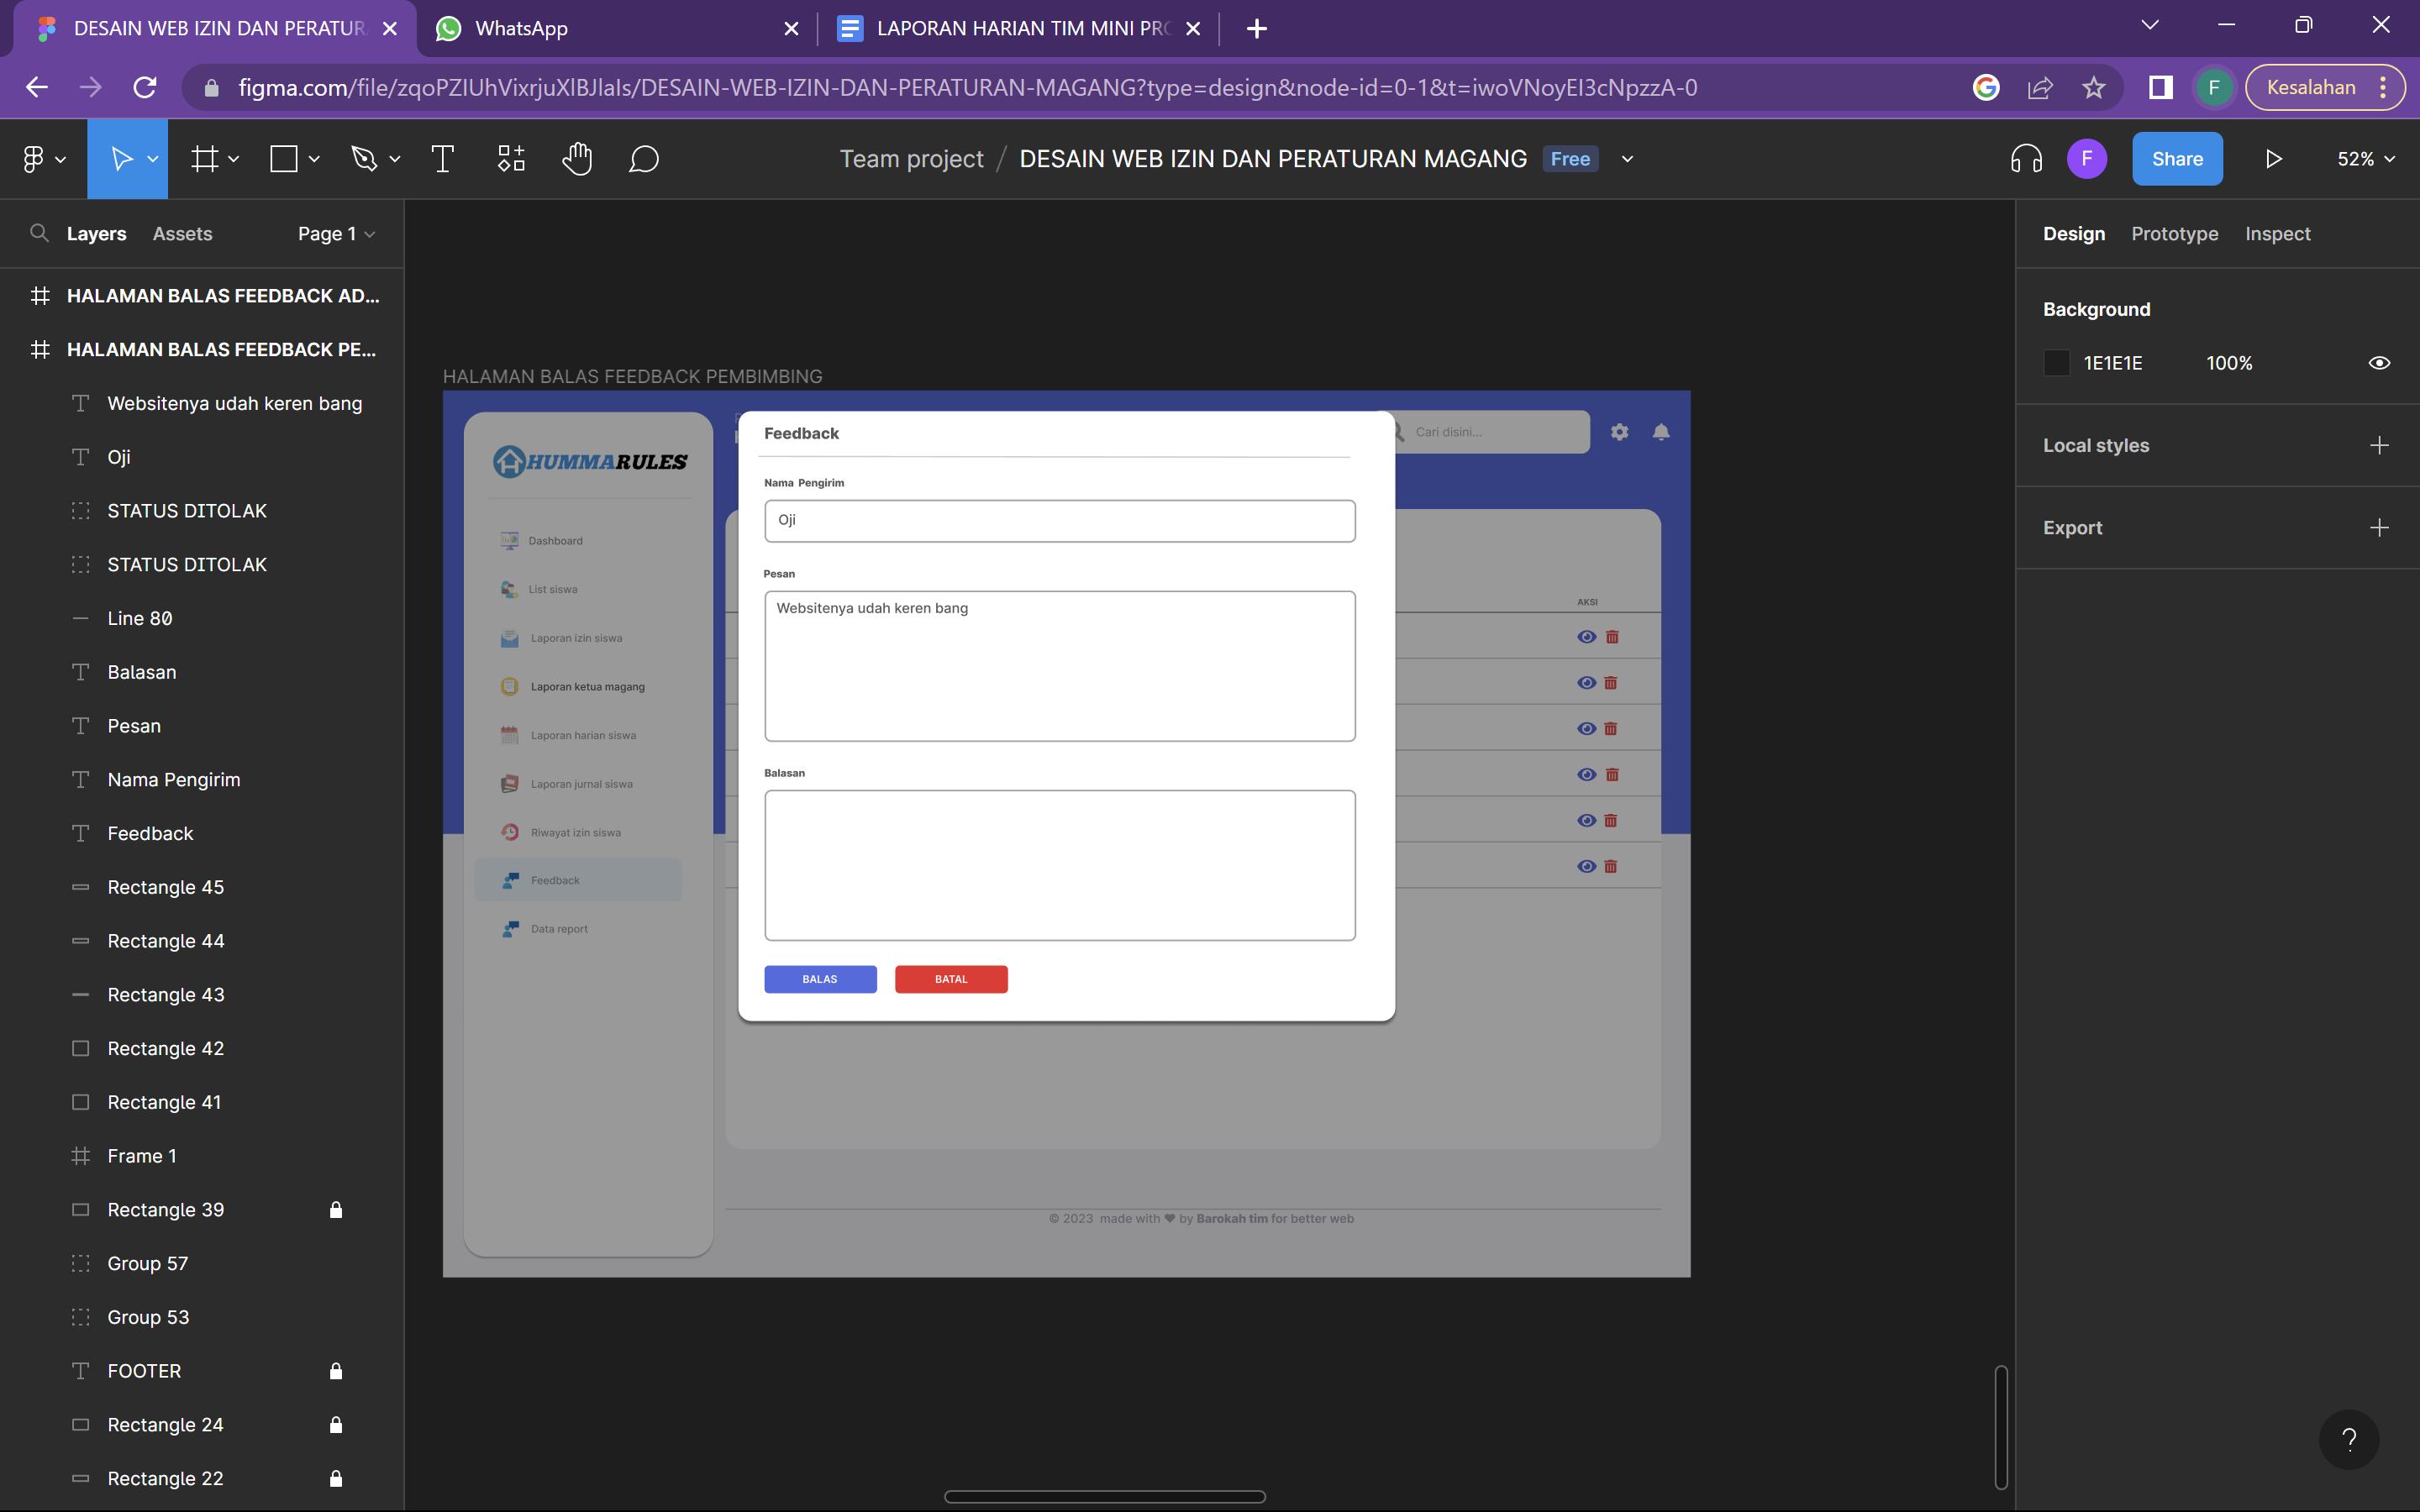 DESAIN WEB IZIN DAN PERATUR
WhatsApp
LAPORAN HARIAN TIM MINI PRO
figma.com/file/zqoPZIUhVixrjuXlBJlals/DESAIN-WEB-IZIN-DAN-PERATURAN-MAGANG?type=design&node-id=0-1&t=iwoVNoyEI3cNpzzA-0
F
Kesalahan
Team project / DESAIN WEB IZIN DAN PERATURAN MAGANG Free
F
Share
52%
Layers
Assets
Page 1
HALAMAN BALAS FEEDBACK AD...
HALAMAN BALAS FEEDBACK PE...
Websitenya udah keren bang
Oji
STATUS DITOLAK
STATUS DITOLAK
Line 80
Balasan
Pesan
Nama Pengirim
Feedback
Rectangle 45
Rectangle 44
Rectangle 43
Rectangle 42
Rectangle 41
Frame 1
Rectangle 39
Group 57
Group 53
FOOTER
Rectangle 24
Rectangle 22
HALAMAN BALAS FEEDBACK PEMBIMBING
HUMMARULES
Dashboard
List siswa
Laporan izin siswa
Laporan ketua magang
Laporan harian siswa
Laporan jurnal siswa
Riwayat izin siswa
Feedback
Data report
Cari disini...
Feedback
Nama Pengirim
Oji
Pesan
Websitenya udah keren bang
Balasan
BALAS
BATAL
AKSI
© 2023 made with ♥ by Barokah tim for better web
Design
Prototype
Inspect
Background
1E1E1E
100%
Local styles
Export
?